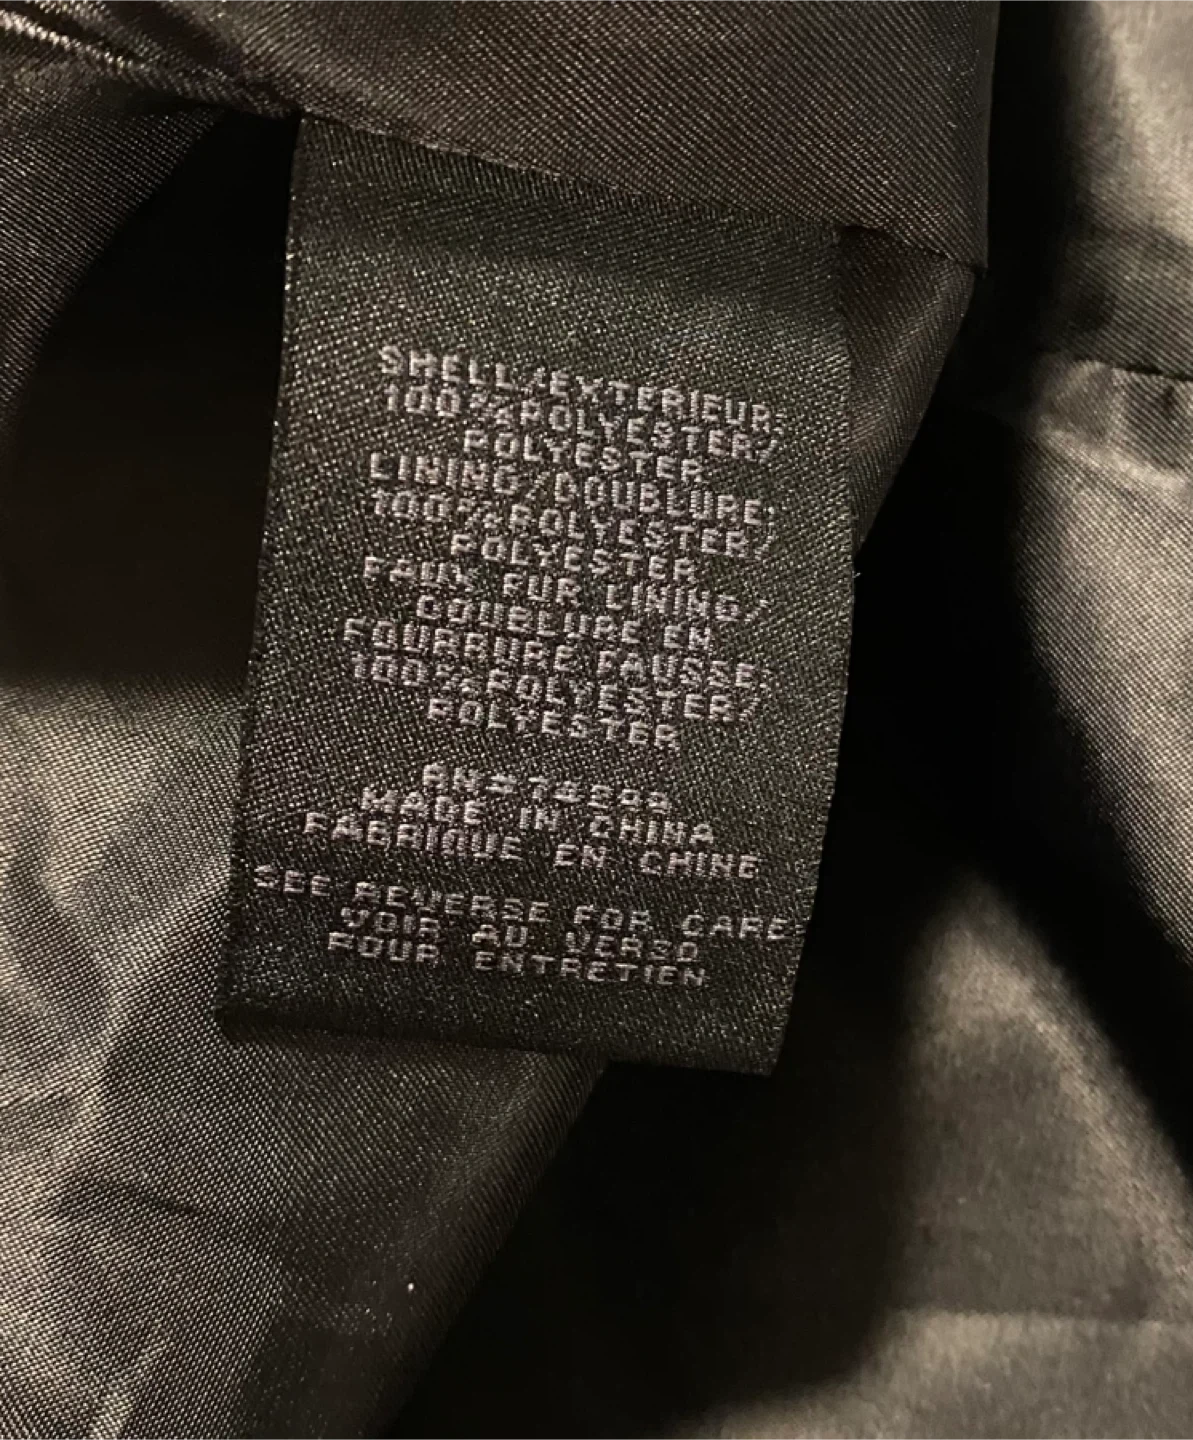 SHELL/EXTERIEUR:
100%POLYESTER/
POLYESTER
LINING/DOUBLURE:
100%POLYESTER/
POLYESTER
FAUX FUR LINING/
DOUBLURE EN
FOURRURE FAUSSE:
100%POLYESTER/
POLYESTER
MADE IN CHINA
FABRIQUE EN CHINE
SEE REVERSE FOR CARE
VOIR AU VERSO
POUR ENTRETIEN